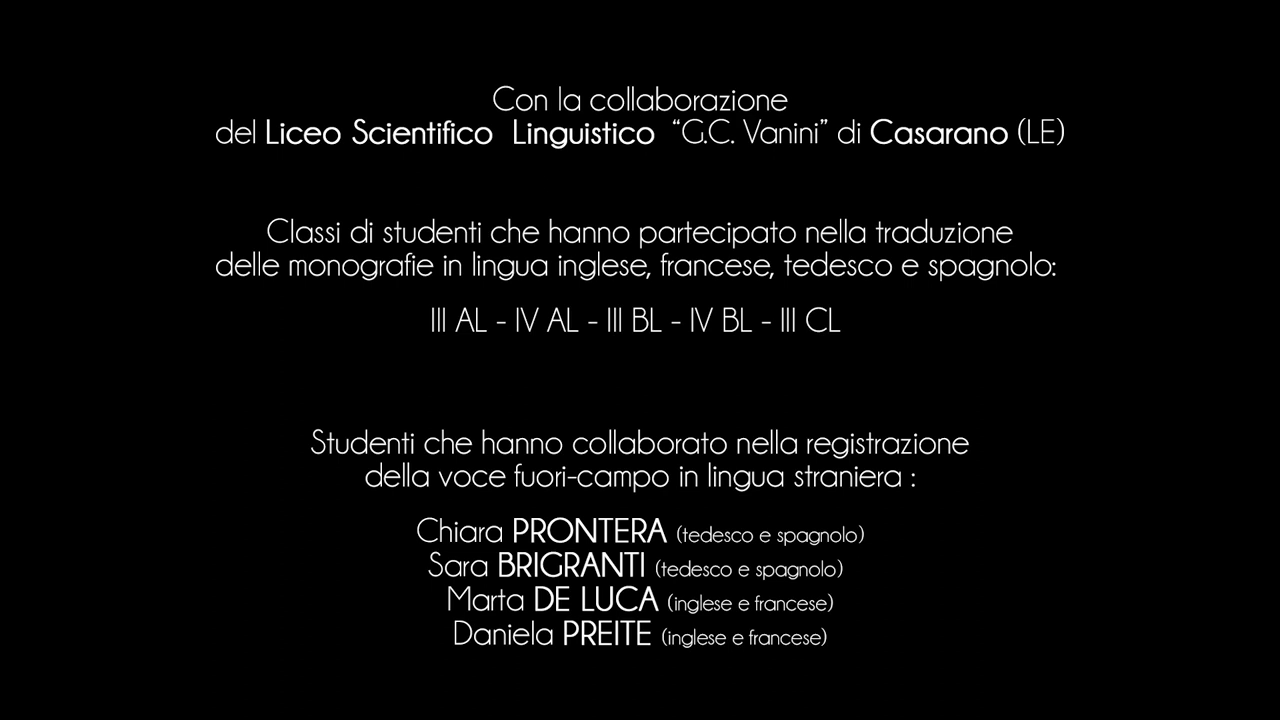 Con la collaborazione
del Liceo Scientifico Linguistico “G.C. Vanini” di Casarano (LE)
Classi di studenti che hanno partecipato nella traduzione
delle monografie in lingua inglese, francese, tedesco e spagnolo:
III AL - IV AL - III BL - IV BL - III CL
Studenti che hanno collaborato nella registrazione
della voce fuori-campo in lingua straniera :
Chiara PRONTERA (tedesco e spagnolo)
Sara BRIGRANTI (tedesco e spagnolo)
Marta DE LUCA (inglese e francese)
Daniela PREITE (inglese e francese)